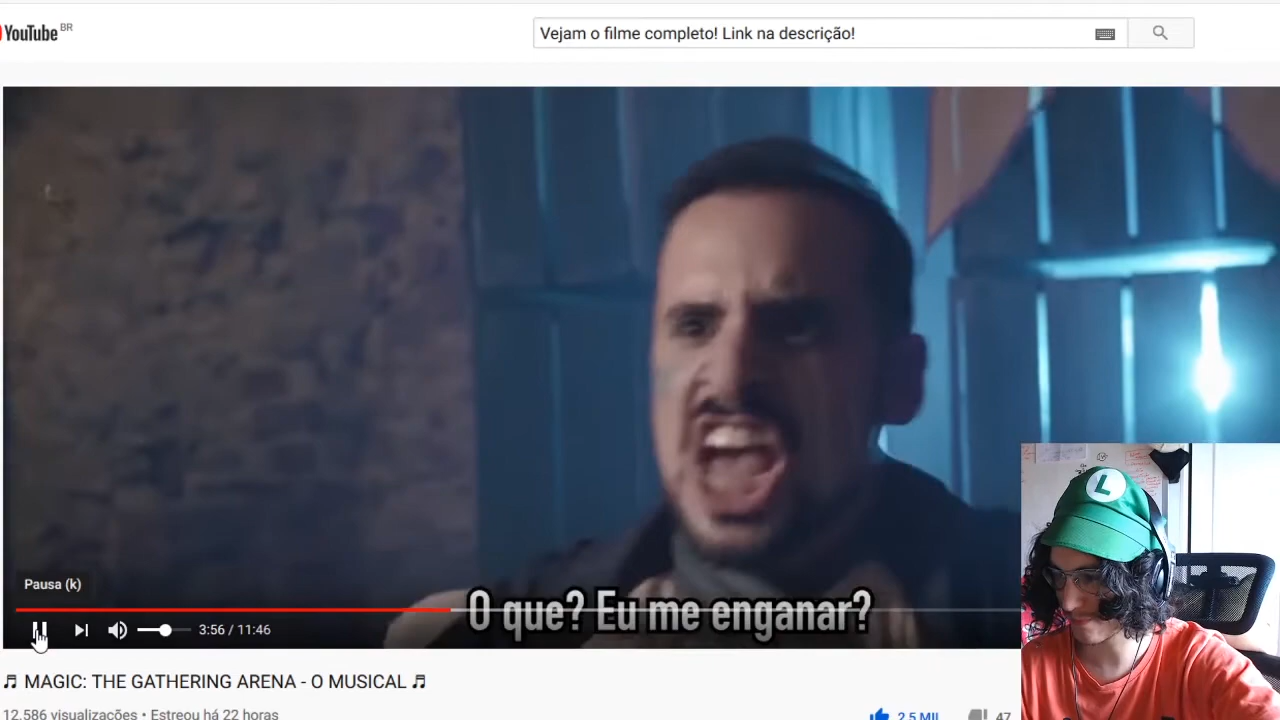 YouTube BR
Vejam o filme completo! Link na descrição!
O que? Eu me enganar?
Pausa (k)
3:56 / 11:46
♬ MAGIC: THE GATHERING ARENA - O MUSICAL ♬
12.586 visualizações • Estreou há 22 horas
2,5 MIL
47
L